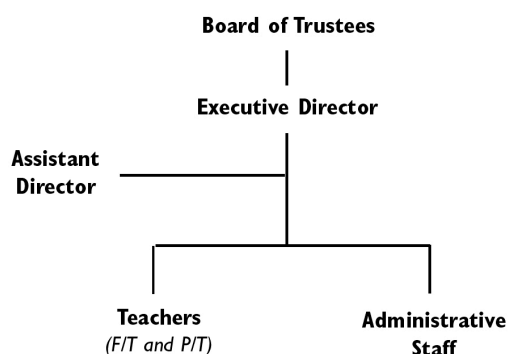 Board of Trustees
Executive Director
Assistant
Director
Teachers
(F/T and P/T)
Administrative
Staff